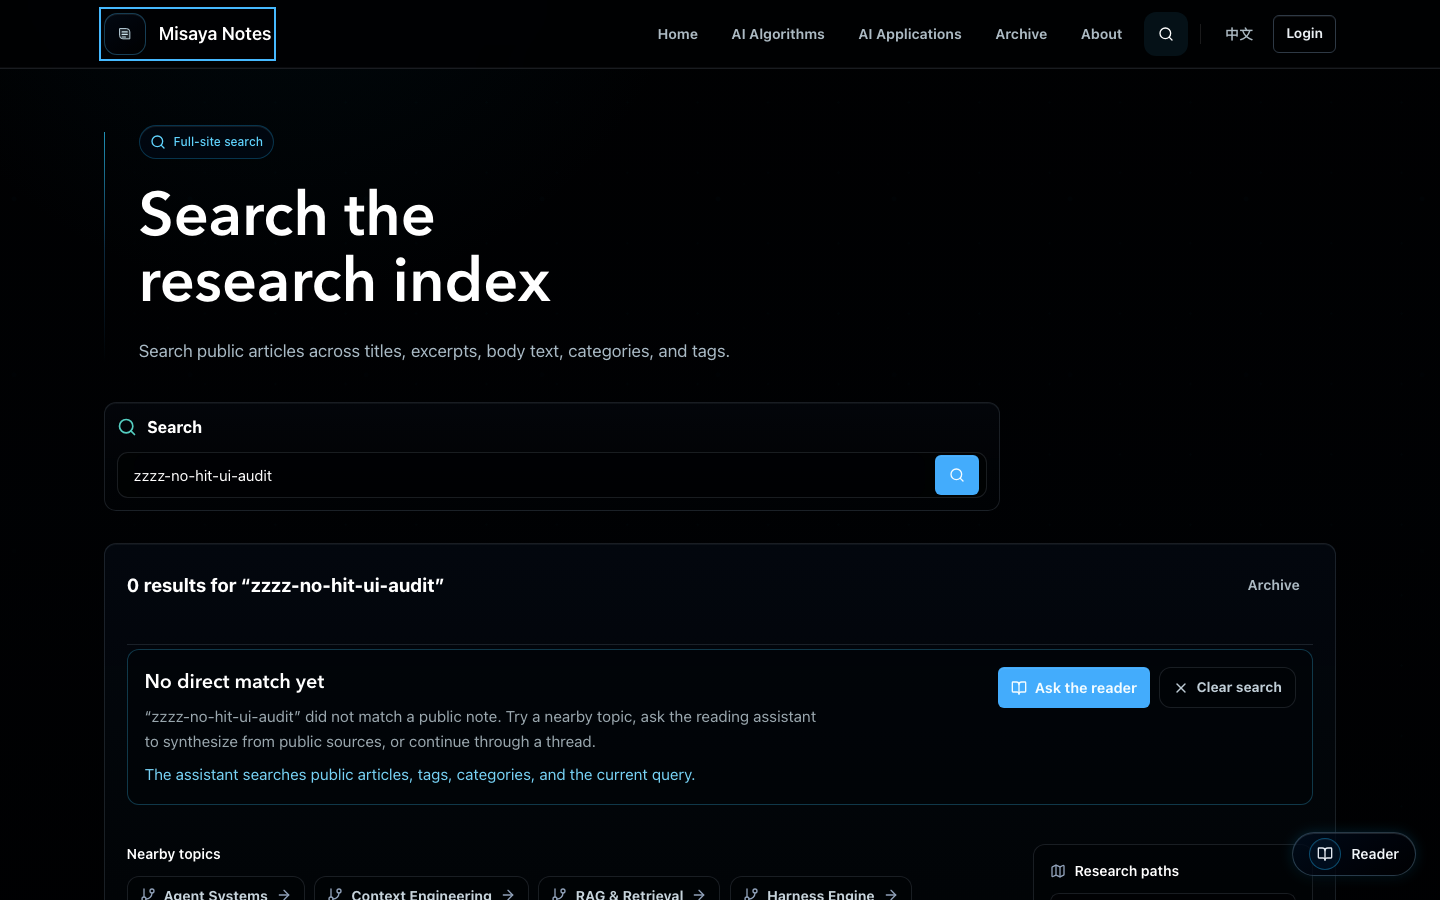 Misaya Notes
Home
AI Algorithms
AI Applications
Archive
About
中文
Login
Full-site search
Search the
research index
Search public articles across titles, excerpts, body text, categories, and tags.
Search
zzzz-no-hit-ui-audit
0 results for “zzzz-no-hit-ui-audit”
Archive
No direct match yet
“zzzz-no-hit-ui-audit” did not match a public note. Try a nearby topic, ask the reading assistant
to synthesize from public sources, or continue through a thread.
The assistant searches public articles, tags, categories, and the current query.
Ask the reader
Clear search
Nearby topics
Agent Systems
Context Engineering
RAG & Retrieval
Harness Engine
Research paths
Reader